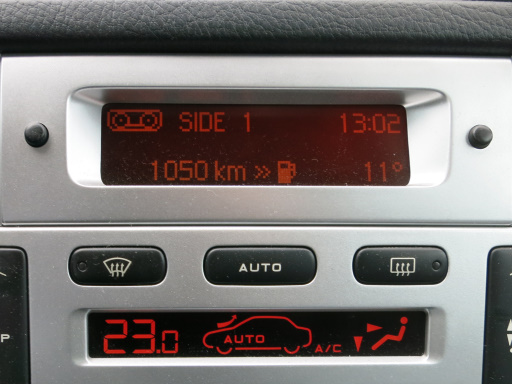 SIDE 1 13:02
1050 km » 11°
AUTO
23.0 AUTO A/C
P